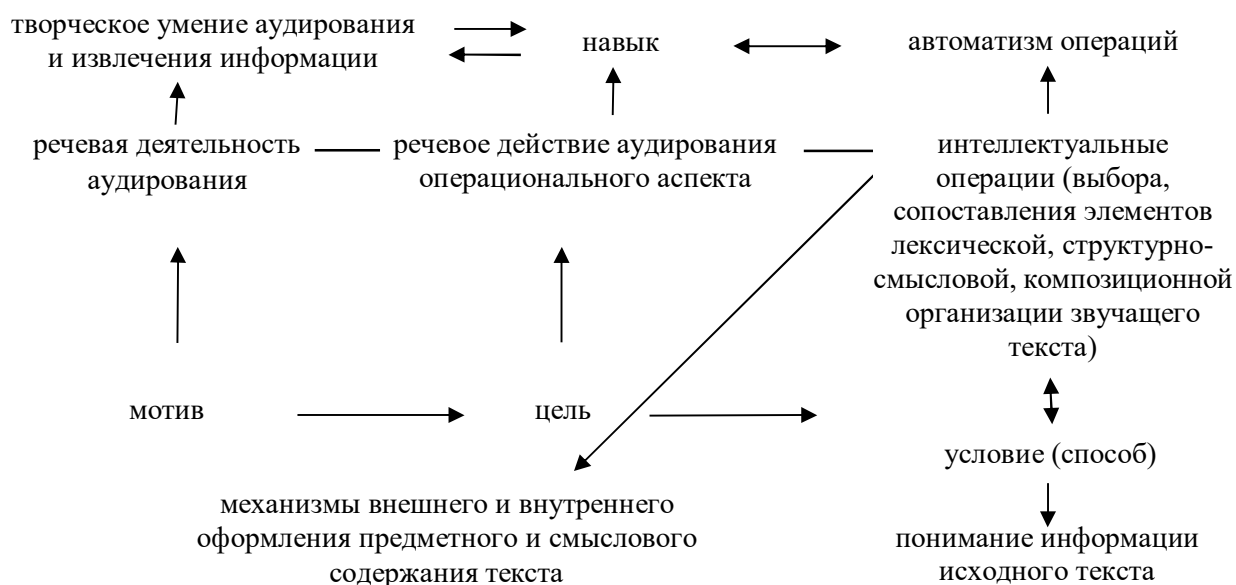 творческое умение аудирования
и извлечения информации
навык
автоматизм операций
речевая деятельность
аудирования
речевое действие аудирования
операционального аспекта
интеллектуальные
операции (выбора,
сопоставления элементов
лексической, структурно-
смысловой, композиционной
организации звучащего
текста)
мотив
цель
условие (способ)
механизмы внешнего и внутреннего
оформления предметного и смыслового
содержания текста
понимание информации
исходного текста